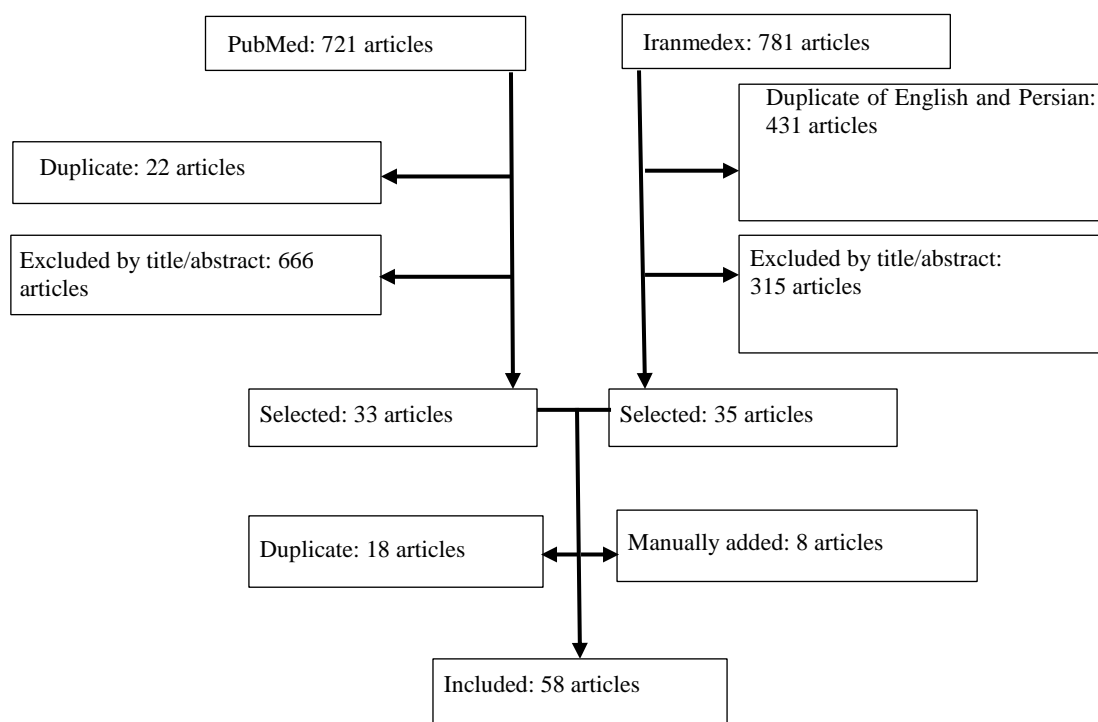 PubMed: 721 articles
Iranmedex: 781 articles
Duplicate of English and Persian:
431 articles
Duplicate: 22 articles
Excluded by title/abstract: 666
articles
Excluded by title/abstract:
315 articles
Selected: 33 articles
Selected: 35 articles
Duplicate: 18 articles
Manually added: 8 articles
Included: 58 articles